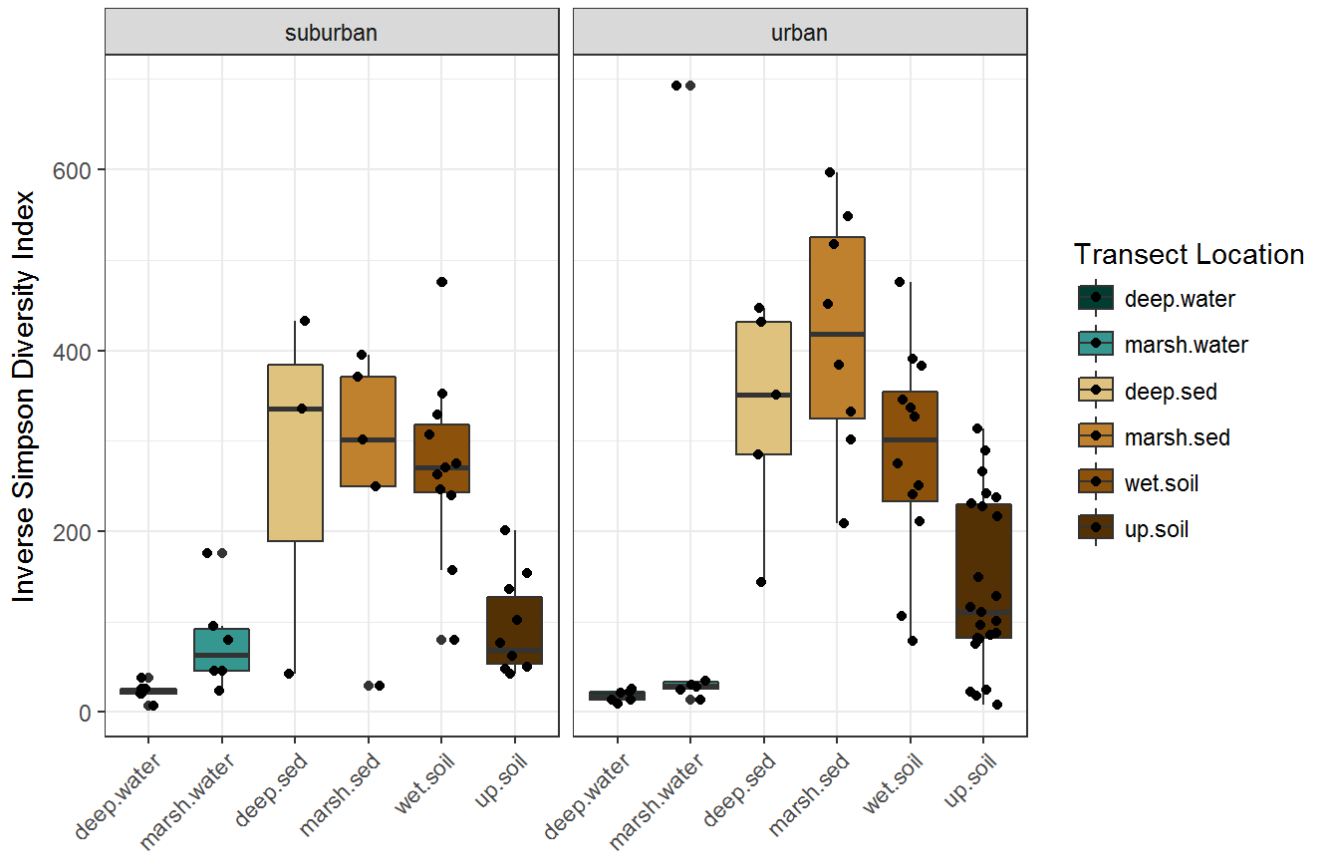 suburban
urban
Inverse Simpson Diversity Index
600
400
200
0
deep.water
marsh.water
deep.sed
marsh.sed
wet.soil
up.soil
deep.water
marsh.water
deep.sed
marsh.sed
wet.soil
up.soil
Transect Location
deep.water
marsh.water
deep.sed
marsh.sed
wet.soil
up.soil